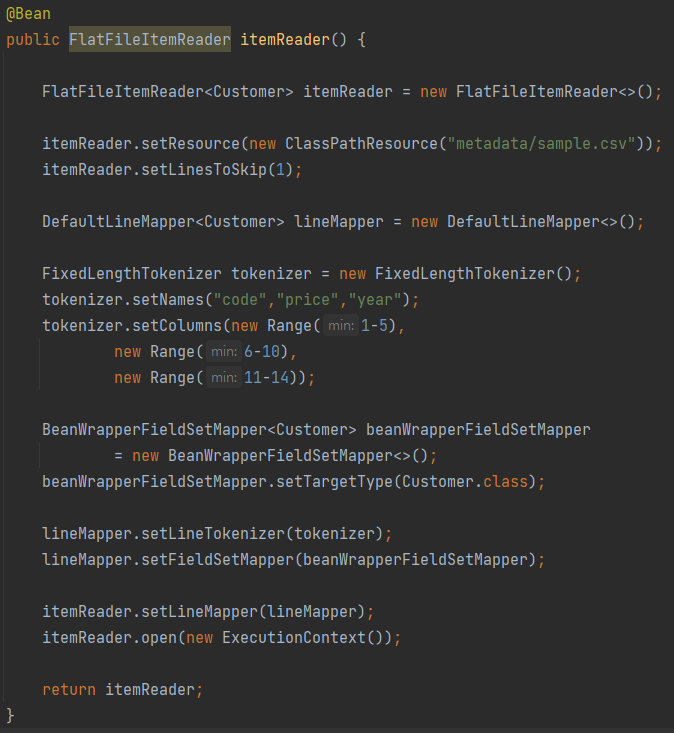 @Bean
public FlatFileItemReader itemReader() {
FlatFileItemReader<Customer> itemReader = new FlatFileItemReader<>();
itemReader.setResource(new ClassPathResource("metadata/sample.csv"));
itemReader.setLinesToSkip(1);
DefaultLineMapper<Customer> lineMapper = new DefaultLineMapper<>();
FixedLengthTokenizer tokenizer = new FixedLengthTokenizer();
tokenizer.setNames("code","price","year");
tokenizer.setColumns(new Range( min: 1-5),
new Range( min: 6-10),
new Range( min: 11-14));
BeanWrapperFieldSetMapper<Customer> beanWrapperFieldSetMapper
= new BeanWrapperFieldSetMapper<>();
beanWrapperFieldSetMapper.setTargetType(Customer.class);
lineMapper.setLineTokenizer(tokenizer);
lineMapper.setFieldSetMapper(beanWrapperFieldSetMapper);
itemReader.setLineMapper(lineMapper);
itemReader.open(new ExecutionContext());
return itemReader;
}